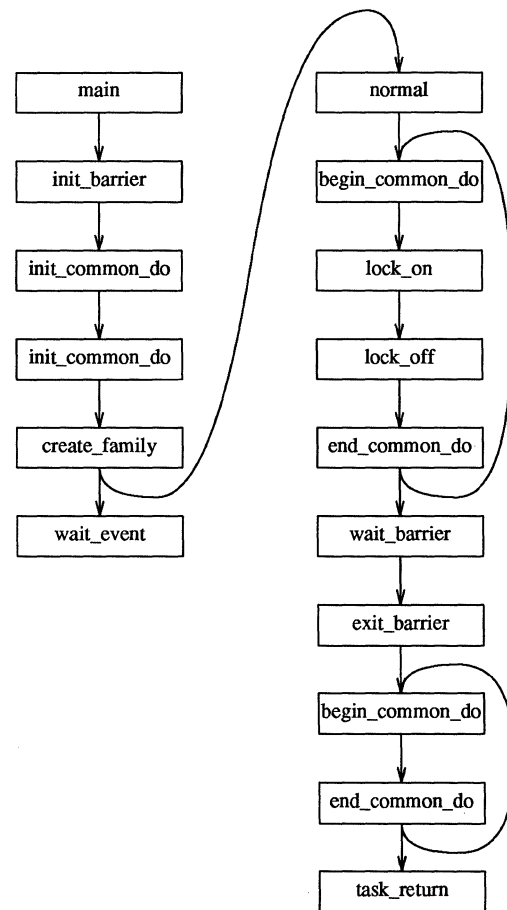 main
init_barrier
init_common_do
init_common_do
create_family
wait_event
normal
begin_common_do
lock_on
lock_off
end_common_do
wait_barrier
exit_barrier
begin_common_do
end_common_do
task_return